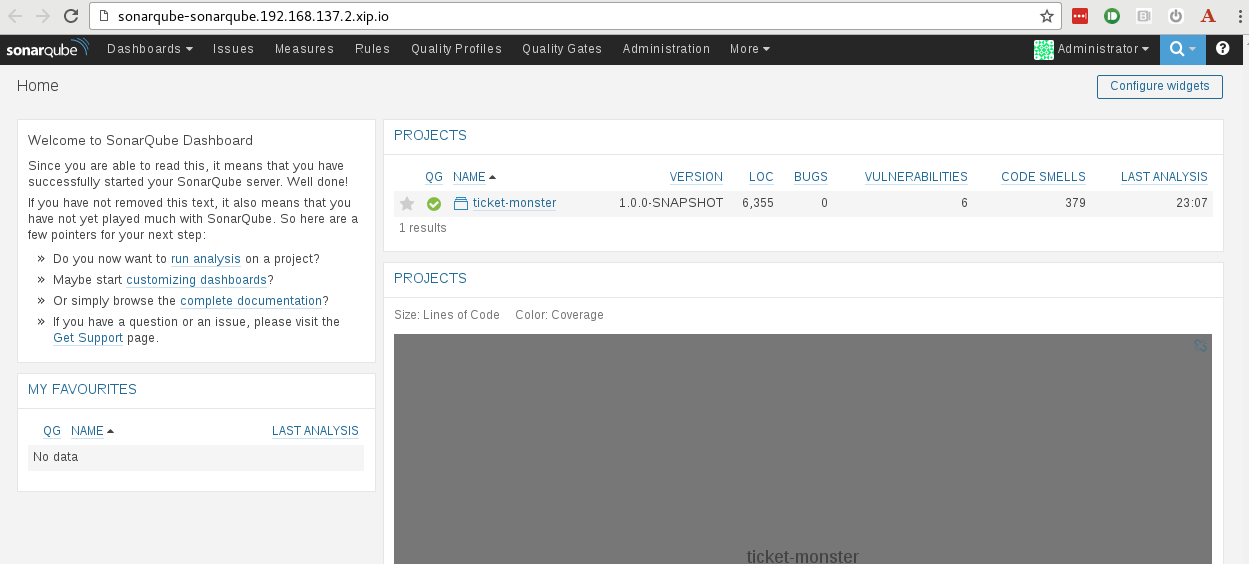 sonarqube-sonarqube.192.168.137.2.xip.io
sonarqube Dashboards Issues Measures Rules Quality Profiles Quality Gates Administration More Administrator
Home
Configure widgets
Welcome to SonarQube Dashboard
Since you are able to read this, it means that you have
successfully started your SonarQube server. Well done!
If you have not removed this text, it also means that you
have not yet played much with SonarQube. So here are a
few pointers for your next step:
» Do you now want to run analysis on a project?
» Maybe start customizing dashboards?
» Or simply browse the complete documentation?
» If you have a question or an issue, please visit the
Get Support page.
MY FAVOURITES
QG NAME LAST ANALYSIS
No data
PROJECTS
QG NAME VERSION LOC BUGS VULNERABILITIES CODE SMELLS LAST ANALYSIS
ticket-monster 1.0.0-SNAPSHOT 6,355 0 6 379 23:07
1 results
PROJECTS
Size: Lines of Code Color: Coverage
ticket-monster